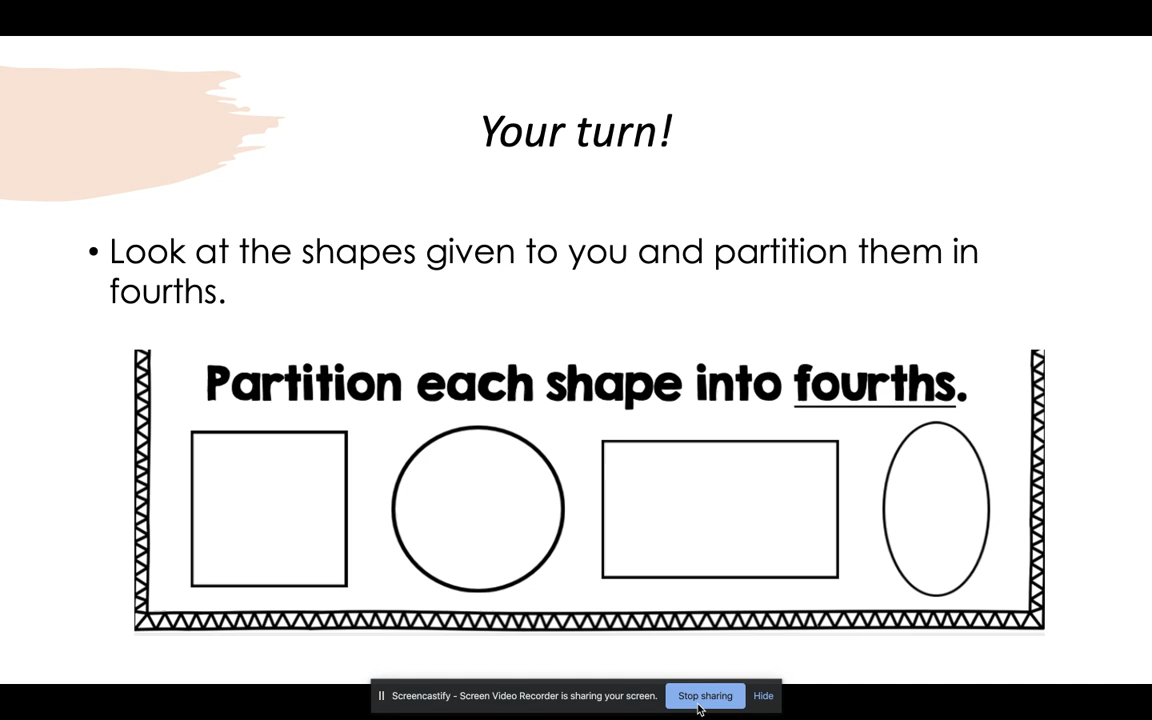 Your turn!
• Look at the shapes given to you and partition them in
fourths.
Partition each shape into fourths.
Screencastify - Screen Video Recorder is sharing your screen. Stop sharing Hide